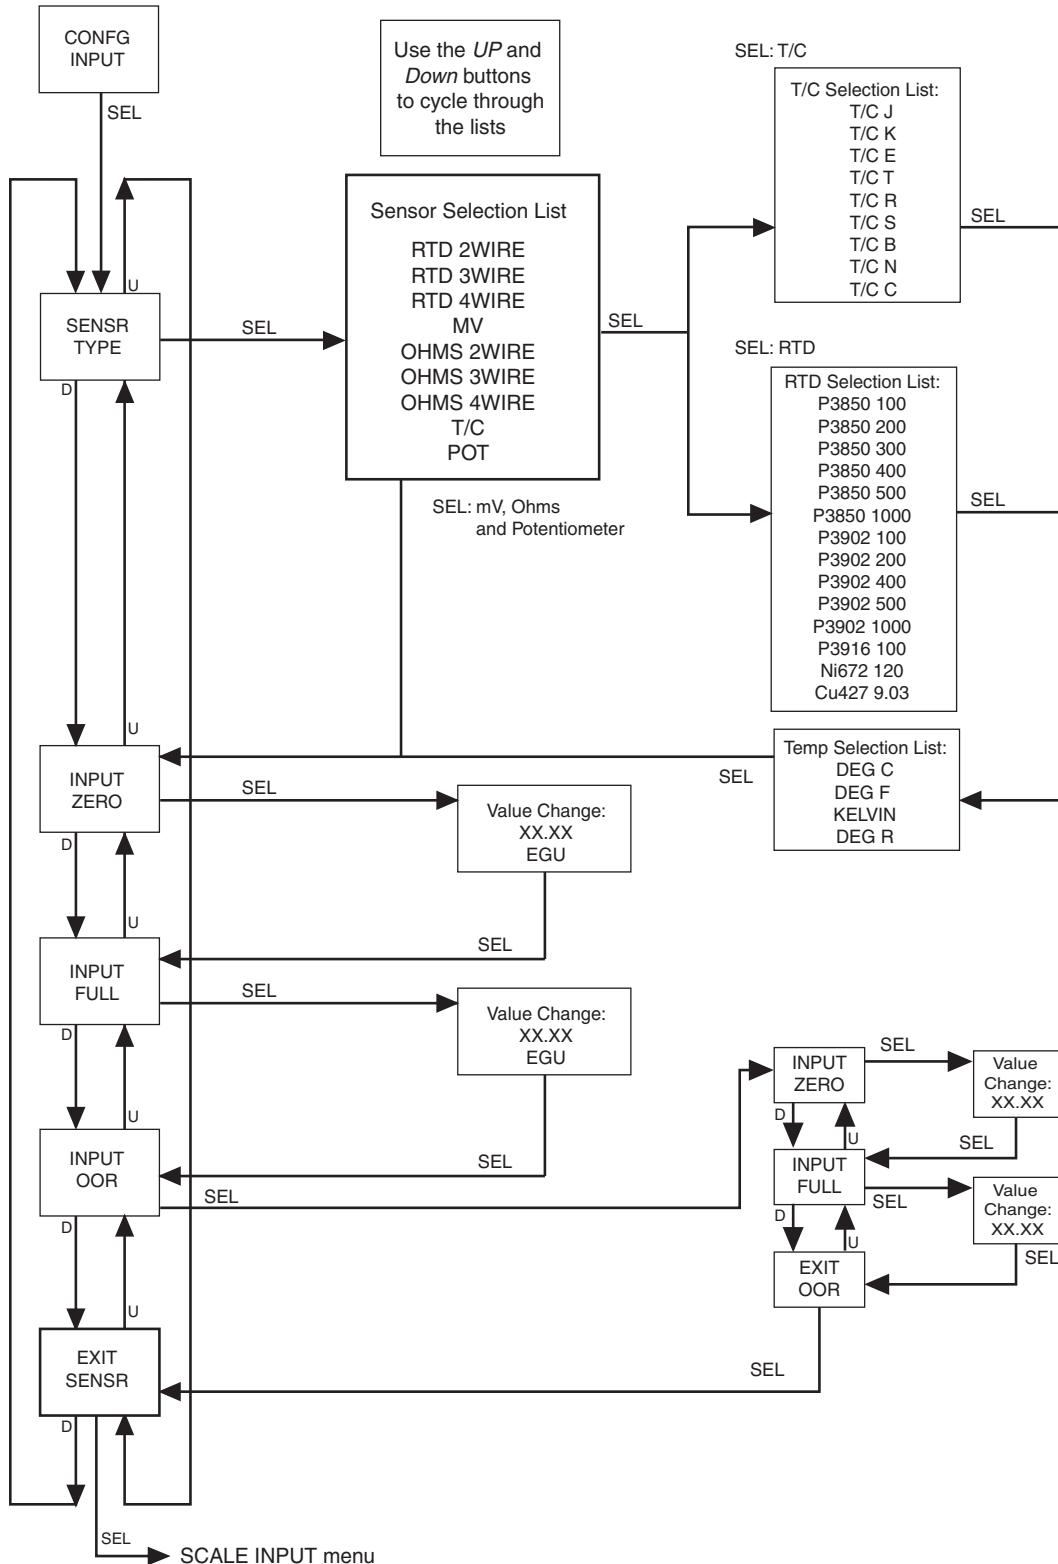 CONFG
INPUT
SEL
Use the UP and
Down buttons
to cycle through
the lists
SEL: T/C
T/C Selection List:
T/C J
T/C K
T/C E
T/C T
T/C R
T/C S
T/C B
T/C N
T/C C
SEL
Sensor Selection List
RTD 2WIRE
RTD 3WIRE
RTD 4WIRE
MV
OHMS 2WIRE
OHMS 3WIRE
OHMS 4WIRE
T/C
POT
SEL
U
SENSR
TYPE
SEL
D
SEL: RTD
RTD Selection List:
P3850 100
P3850 200
P3850 300
P3850 400
P3850 500
P3850 1000
P3902 100
P3902 200
P3902 400
P3902 500
P3902 1000
P3916 100
Ni672 120
Cu427 9.03
SEL
SEL: mV, Ohms
and Potentiometer
U
INPUT
ZERO
SEL
D
Temp Selection List:
DEG C
DEG F
KELVIN
DEG R
SEL
Value Change:
XX.XX
EGU
SEL
U
INPUT
FULL
SEL
D
Value Change:
XX.XX
EGU
SEL
U
INPUT
OOR
SEL
D
INPUT
ZERO
SEL
Value
Change:
XX.XX
SEL
D
U
INPUT
FULL
SEL
Value
Change:
XX.XX
SEL
D
U
EXIT
OOR
SEL
U
EXIT
SENSR
D
SEL
SCALE INPUT menu